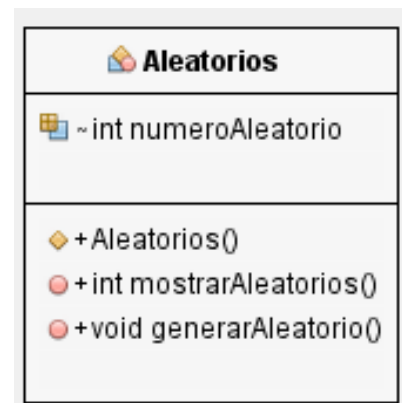 Aleatorios
~int numeroAleatorio
+Aleatorios()
+int mostrarAleatorios()
+void generarAleatorio()